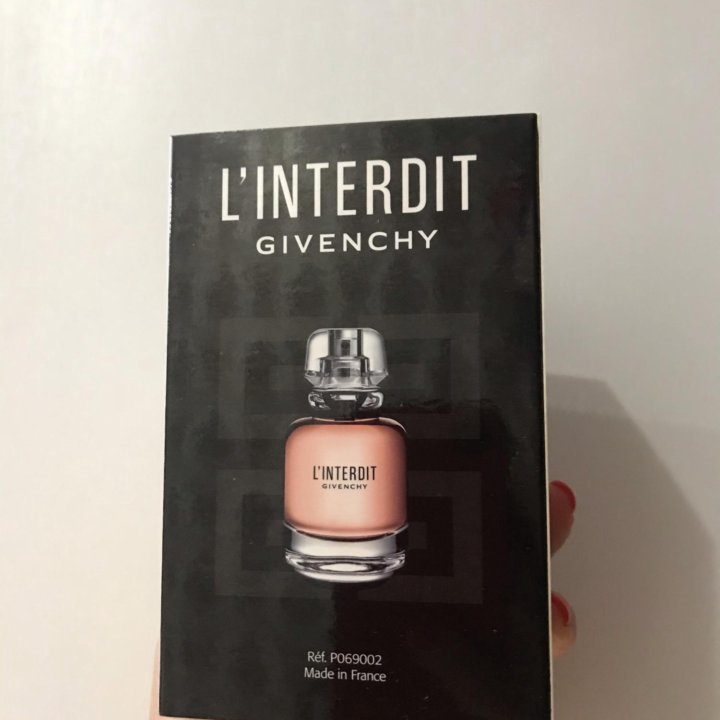 L'INTERDIT
GIVENCHY
L'INTERDIT
GIVENCHY
Réf. P069002
Made in France